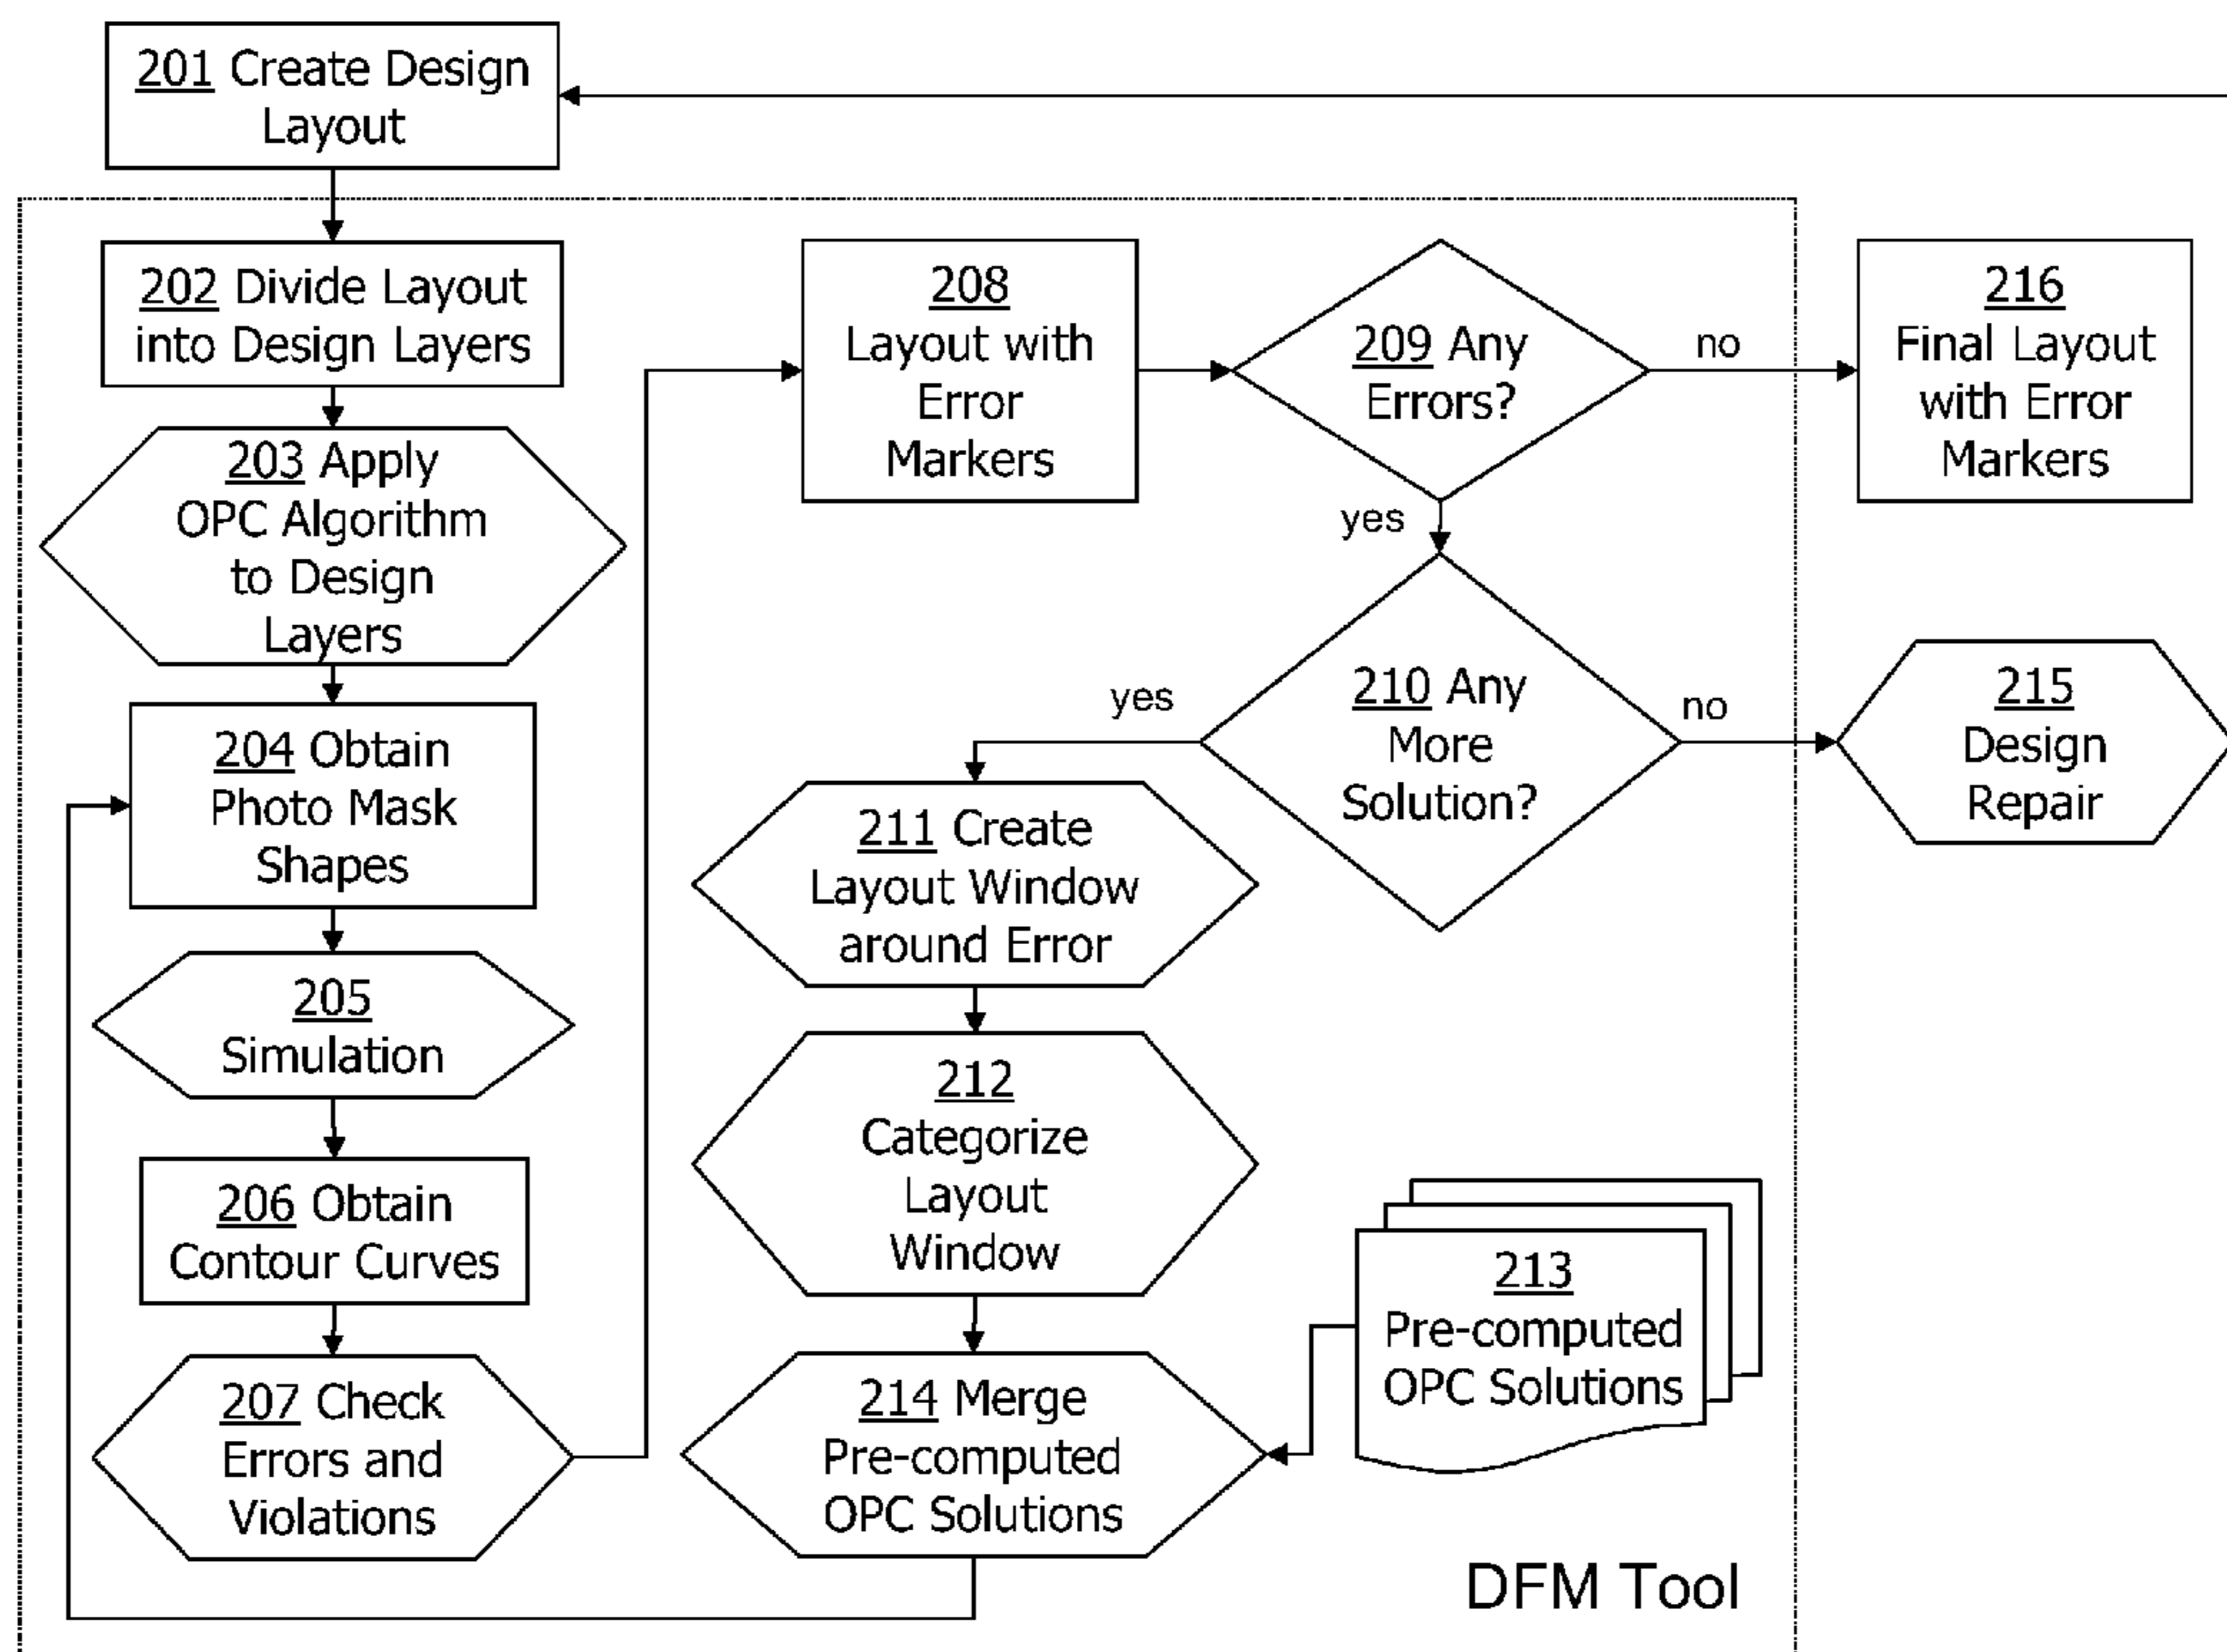 201 Create Design
Layout
202 Divide Layout
into Design Layers
203 Apply
OPC Algorithm
to Design
Layers
204 Obtain
Photo Mask
Shapes
205
Simulation
206 Obtain
Contour Curves
207 Check
Errors and
Violations
208
Layout with
Error
Markers
209 Any
Errors?
no
yes
210 Any
More
Solution?
yes
no
211 Create
Layout Window
around Error
212
Categorize
Layout
Window
213
Pre-computed
OPC Solutions
214 Merge
Pre-computed
OPC Solutions
215
Design
Repair
216
Final Layout
with Error
Markers
DFM Tool